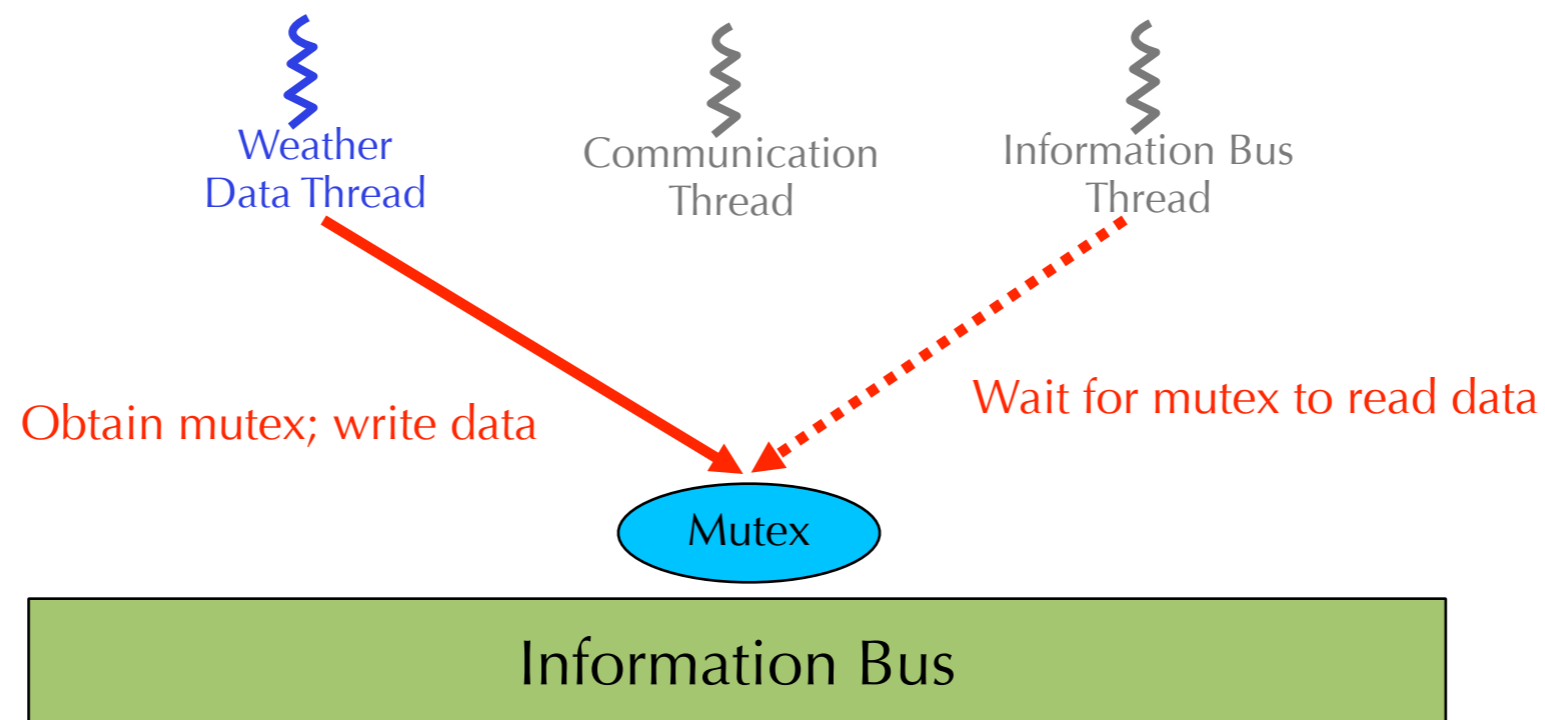 Weather
Data Thread
Communication
Thread
Information Bus
Thread
Obtain mutex; write data
Wait for mutex to read data
Mutex
Information Bus